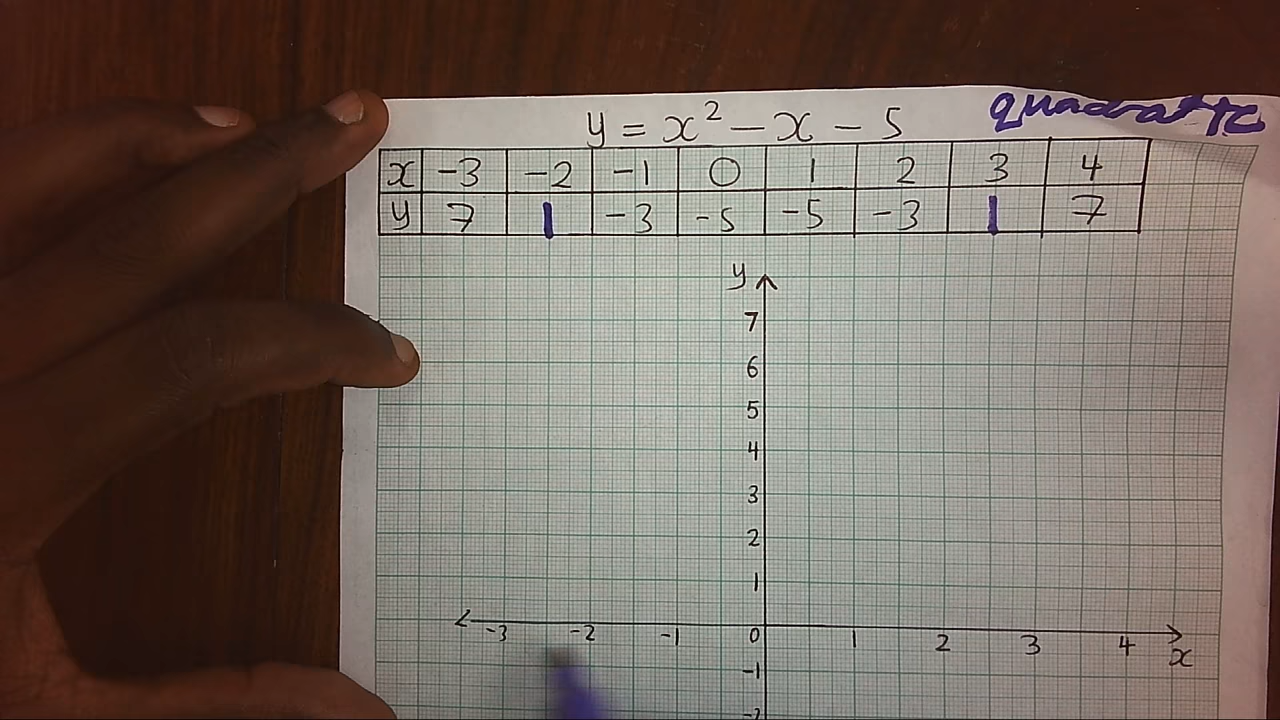 quadratic
y = x² – x – 5
x -3 -2 -1 0 1 2 3 4
y 7 1 -3 -5 -5 -3 1 7
y
7
6
5
4
3
2
1
-3 -2 -1 0 1 2 3 4 x
-1
-2